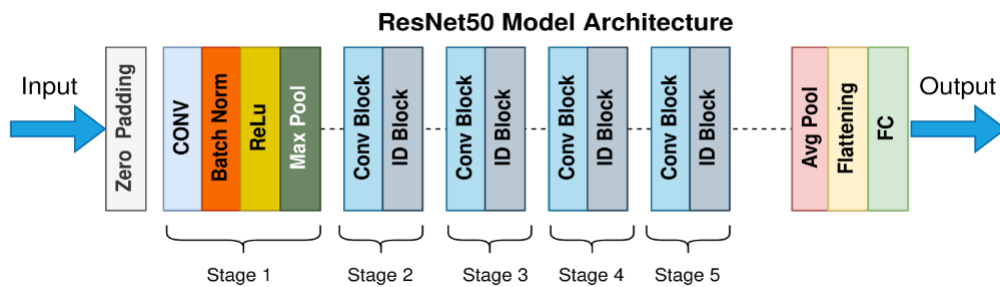 ResNet50 Model Architecture
Input
Zero Padding
CONV
Batch Norm
ReLu
Max Pool
Conv Block
ID Block
Conv Block
ID Block
Conv Block
ID Block
Conv Block
ID Block
Avg Pool
Flattening
FC
Output
Stage 1
Stage 2
Stage 3
Stage 4
Stage 5